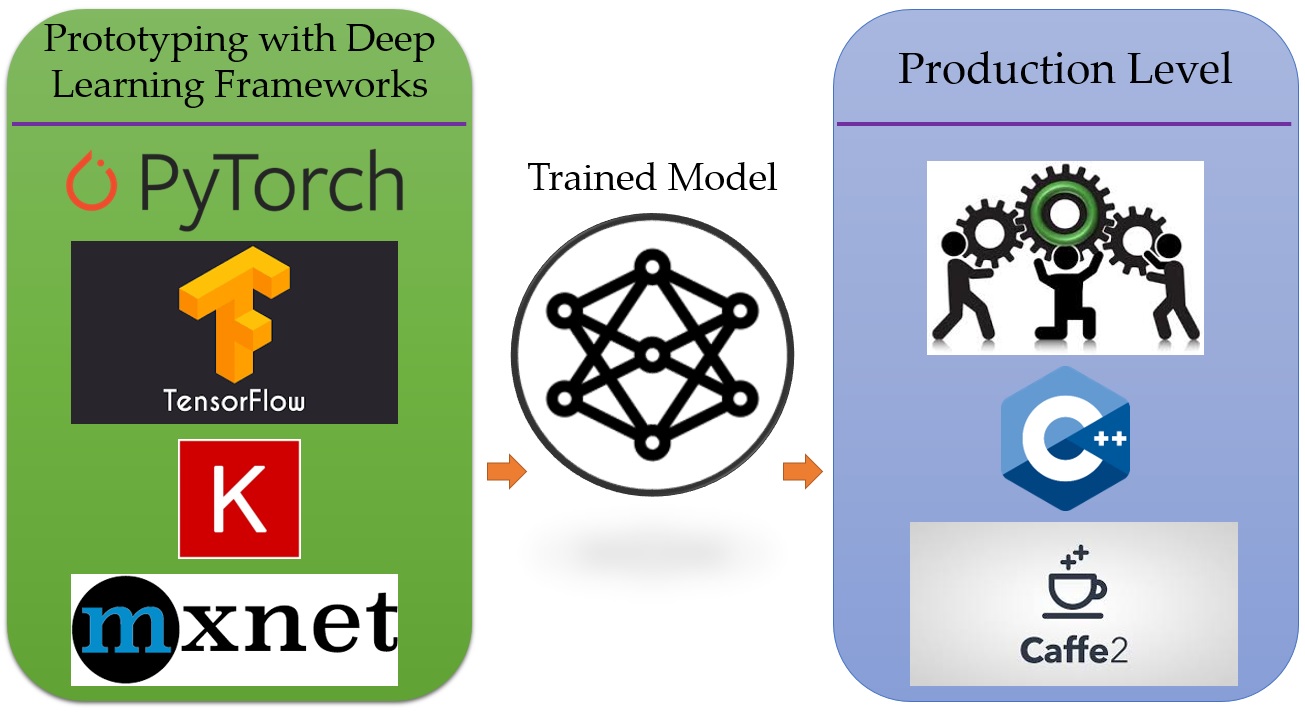 Prototyping with Deep
Learning Frameworks
PyTorch
TensorFlow
K
mxnet
Trained Model
Production Level
C++
++
Caffe2